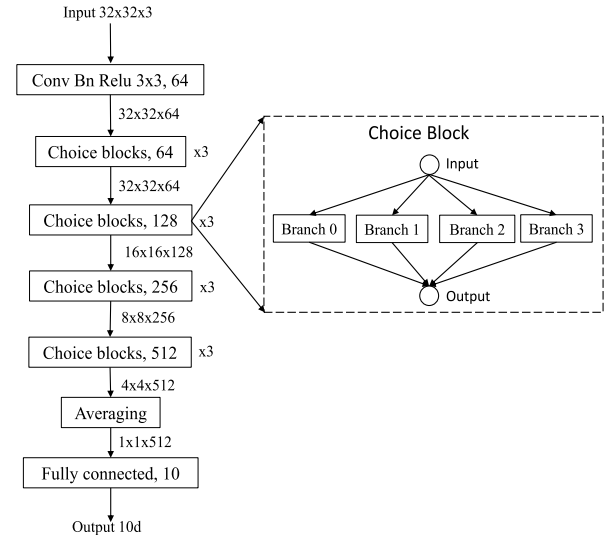 Input 32x32x3
Conv Bn Relu 3x3, 64
32x32x64
Choice blocks, 64 x3
32x32x64
Choice blocks, 128 x3
16x16x128
Choice blocks, 256 x3
8x8x256
Choice blocks, 512 x3
4x4x512
Averaging
1x1x512
Fully connected, 10
Output 10d
Choice Block
Input
Branch 0 Branch 1 Branch 2 Branch 3
Output